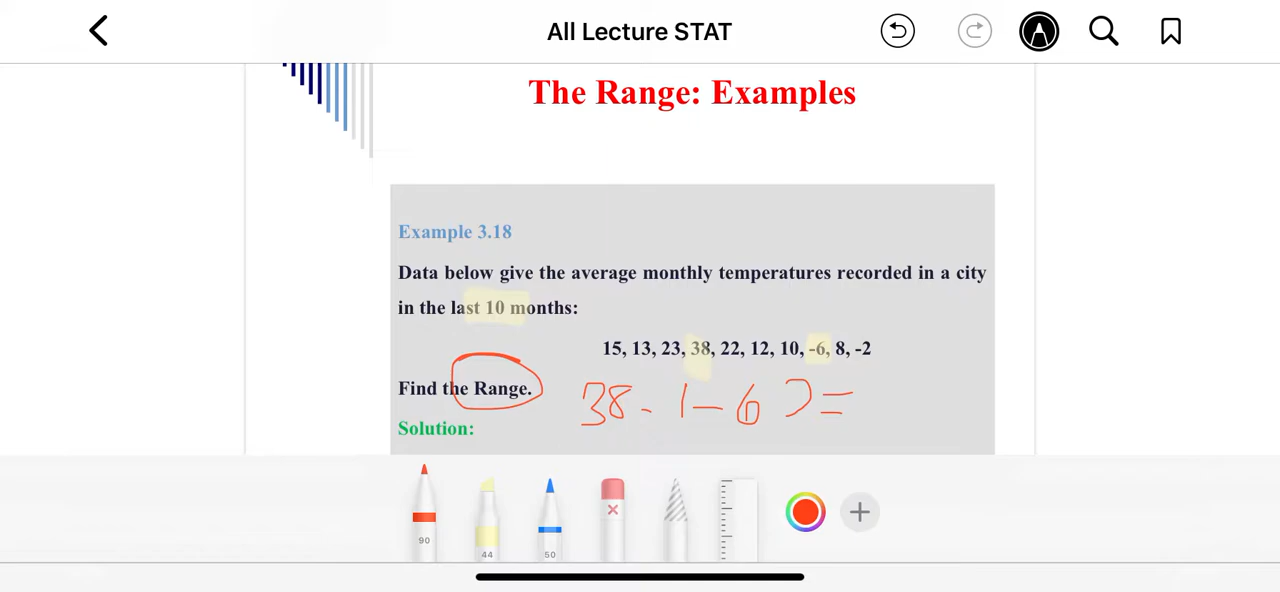 All Lecture STAT
The Range: Examples
Example 3.18
Data below give the average monthly temperatures recorded in a city
in the last 10 months:
15, 13, 23, 38, 22, 12, 10, -6, 8, -2
Find the Range.
38 - (-6) =
Solution:
90
44
50